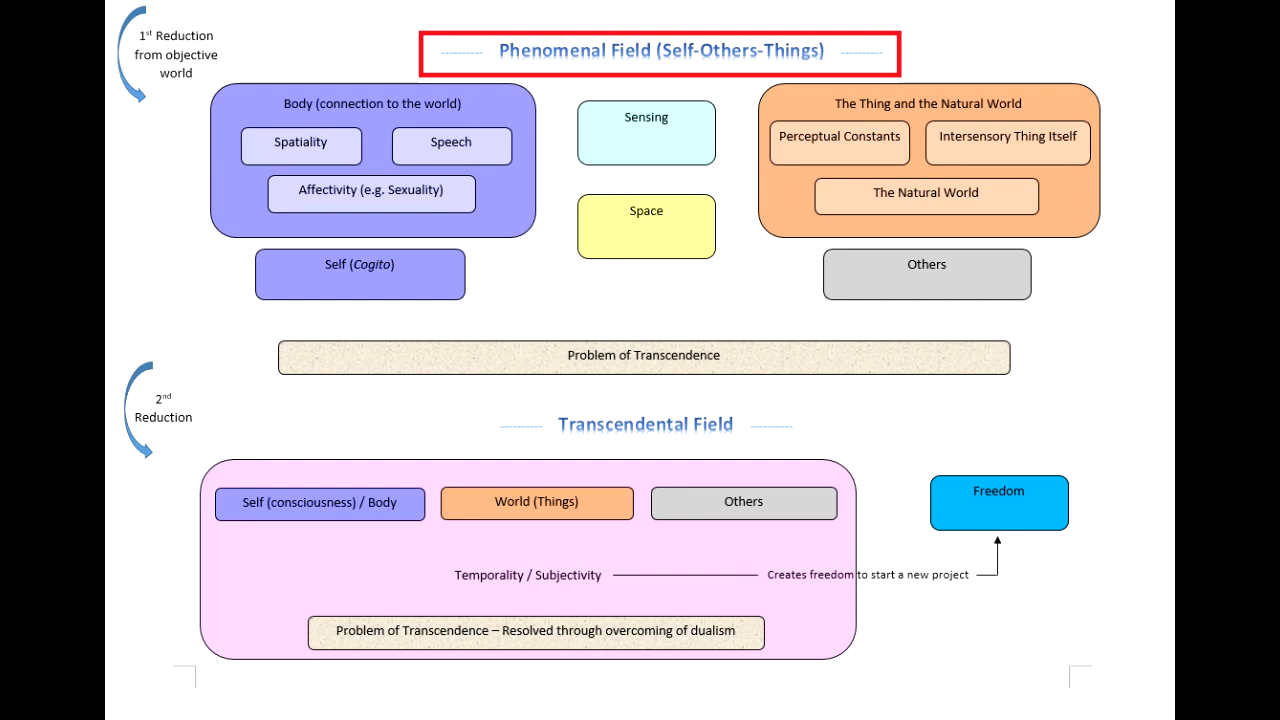 1st Reduction
from objective
world
---------- Phenomenal Field (Self-Others-Things) ----------
Body (connection to the world)
Spatiality
Speech
Affectivity (e.g. Sexuality)
Sensing
Space
The Thing and the Natural World
Perceptual Constants
Intersensory Thing Itself
The Natural World
Self (Cogito)
Others
Problem of Transcendence
2nd
Reduction
---------- Transcendental Field ----------
Self (consciousness) / Body
World (Things)
Others
Freedom
Temporality / Subjectivity
Creates freedom to start a new project
Problem of Transcendence – Resolved through overcoming of dualism